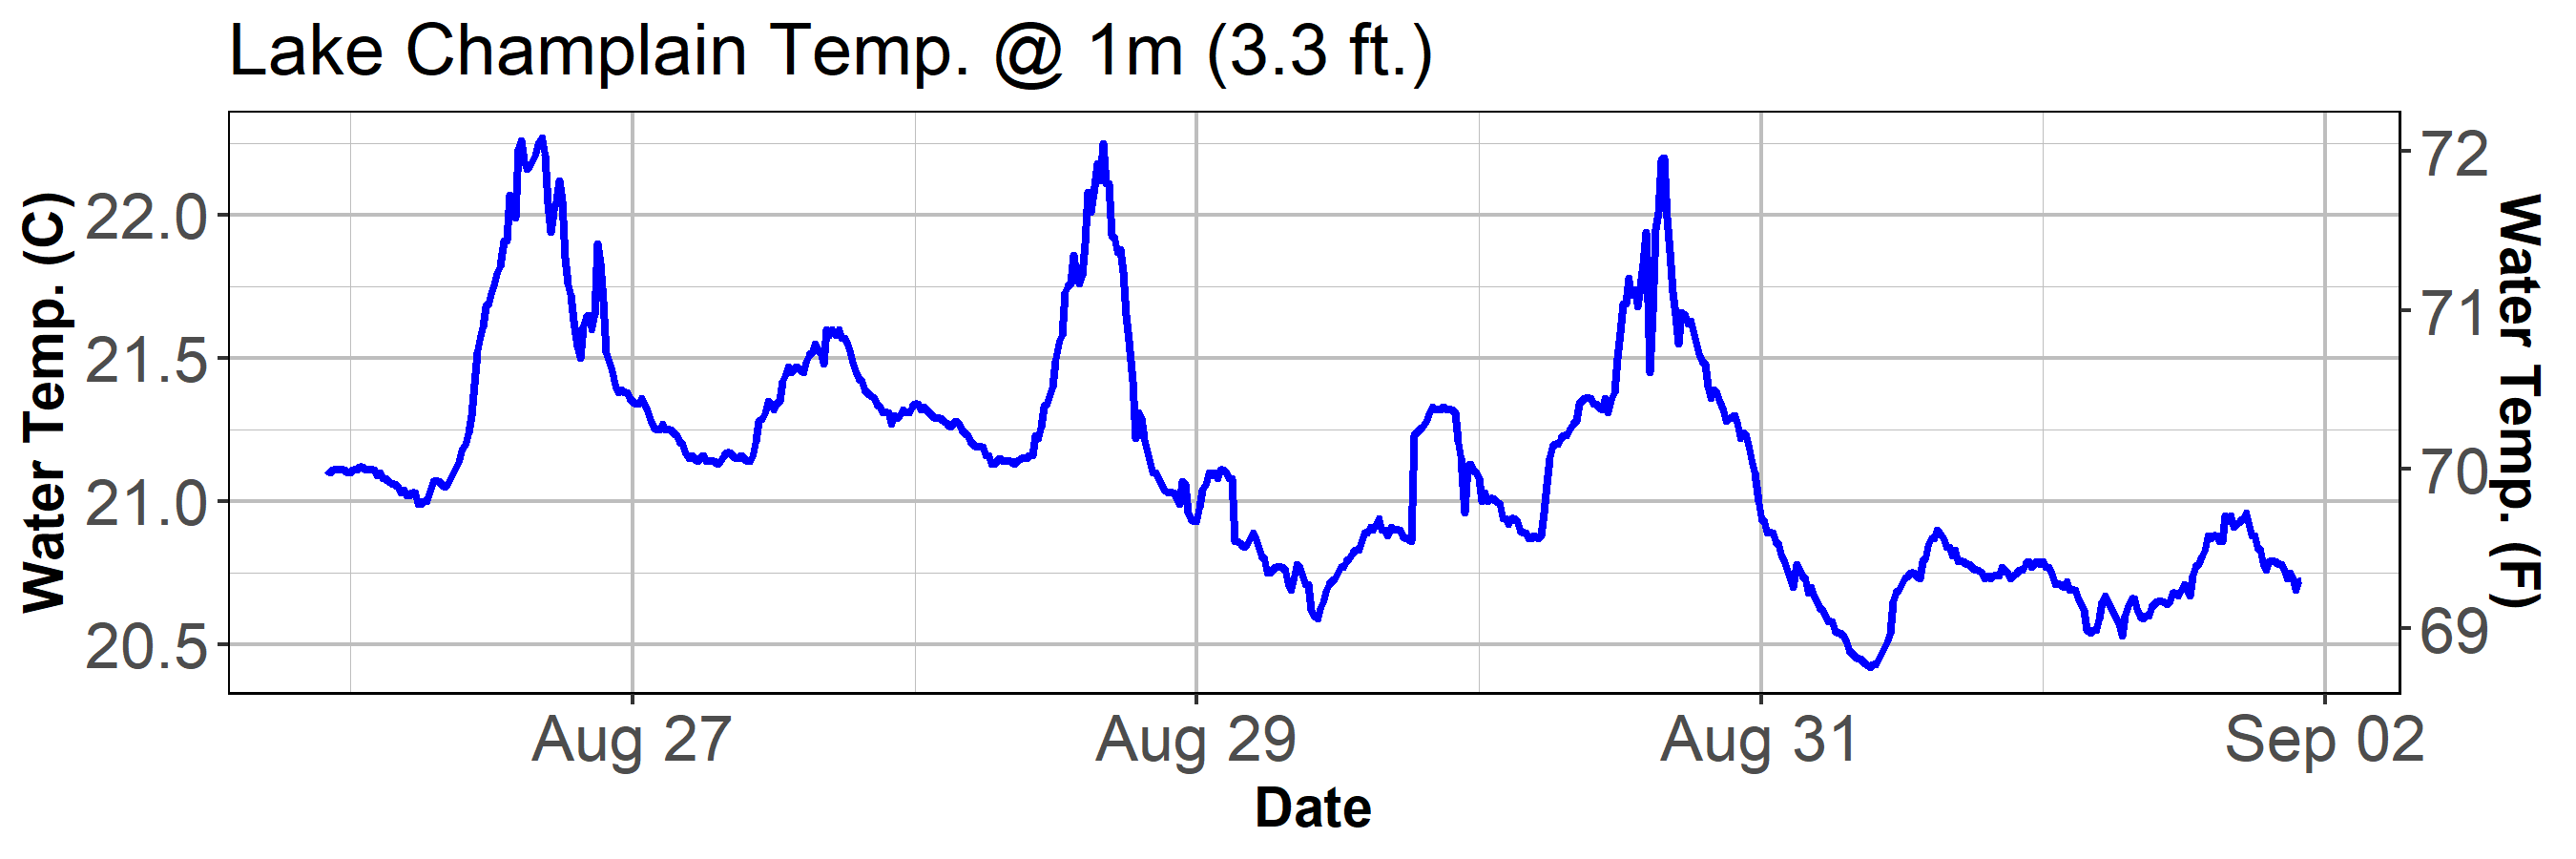 Lake Champlain Temp. @ 1m (3.3 ft.)
Water Temp. (C)
22.0
21.5
21.0
20.5
72
71
70
69
Water Temp. (F)
Aug 27
Aug 29
Aug 31
Sep 02
Date